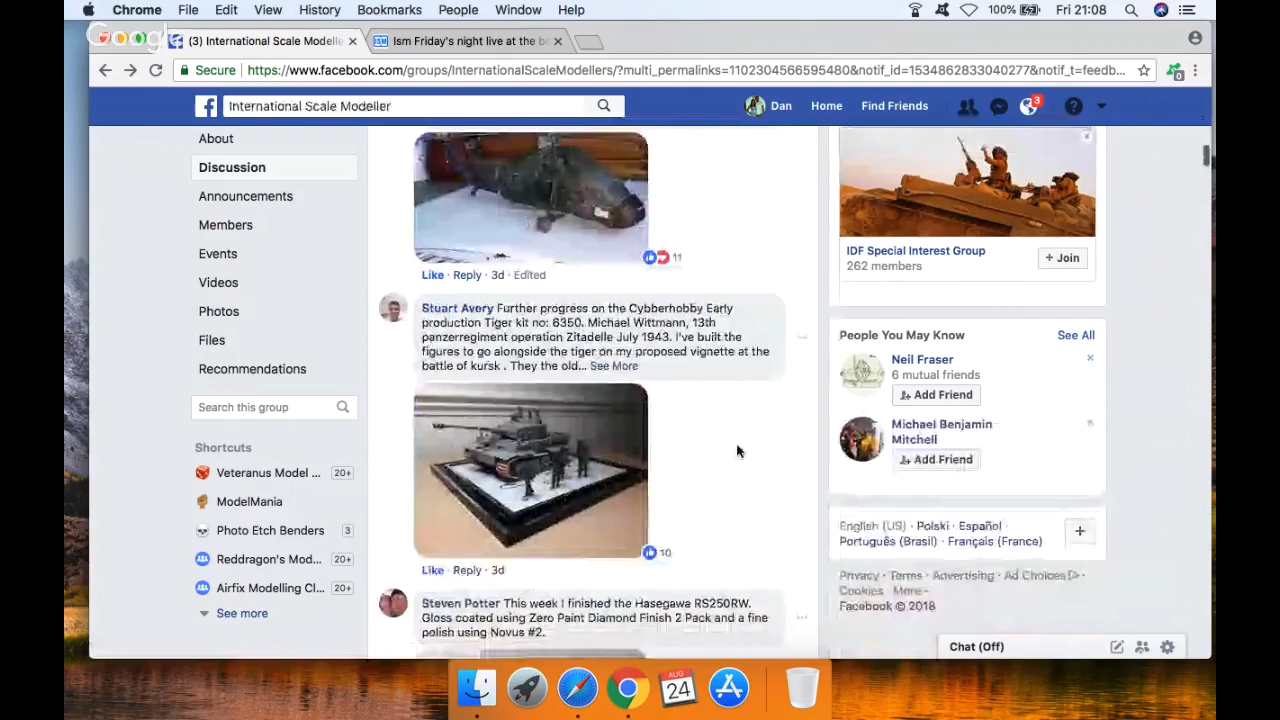 Chrome File Edit View History Bookmarks People Window Help 100% Fri 21:08
Google
(3) International Scale Modelle
Ism Friday's night live at the be
Secure https://www.facebook.com/groups/InternationalScaleModellers/?multi_permalinks=1102304566595480&notif_id=1534862833040277&notif_t=feedb...
0
International Scale Modeller
Dan Home Find Friends 3
About
Discussion
Announcements
Members
Events
Videos
Photos
Files
Recommendations
Search this group
Shortcuts
Veteranus Model ... 20+
ModelMania
Photo Etch Benders 3
Reddragon's Mod... 20+
Airfix Modelling Cl... 20+
See more
11
Like · Reply · 3d · Edited
Stuart Avery Further progress on the Cybberhobby Early
production Tiger kit no: 6350. Michael Wittmann, 13th
panzerregiment operation Zitadelle July 1943. I've built the
figures to go alongside the tiger on my proposed vignette at the
battle of kursk . They the old... See More
10
Like · Reply · 3d
Steven Potter This week I finished the Hasegawa RS250RW.
Gloss coated using Zero Paint Diamond Finish 2 Pack and a fine
polish using Novus #2.
IDF Special Interest Group
262 members
+ Join
People You May Know See All
Neil Fraser
6 mutual friends
Add Friend
Michael Benjamin
Mitchell
Add Friend
English (US) · Polski · Español ·
Português (Brasil) · Français (France)
Privacy · Terms · Advertising · Ad Choices ·
Cookies · More ·
Facebook © 2018
Chat (Off)
AUG
24